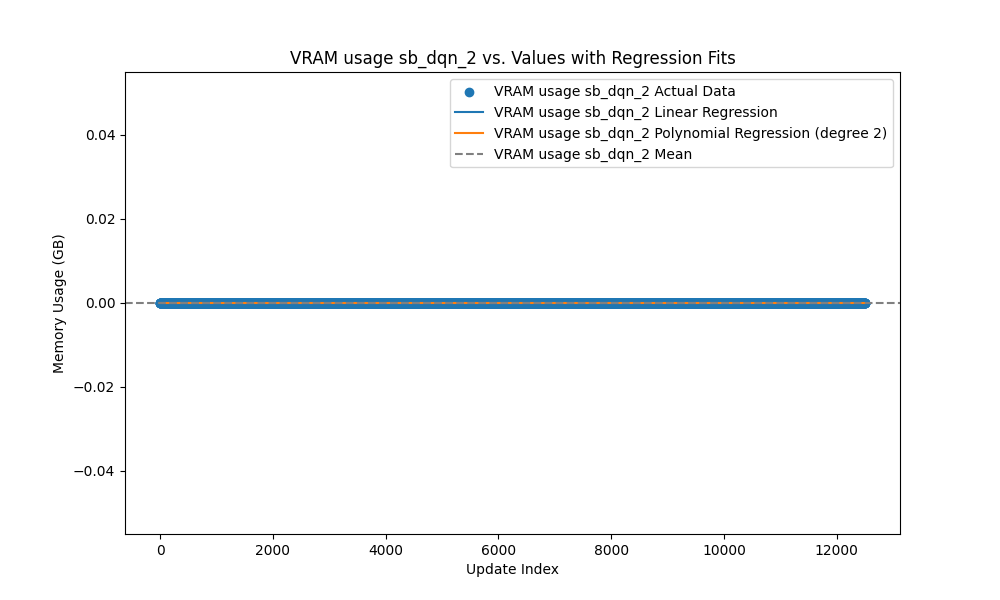 VRAM usage sb_dqn_2 vs. Values with Regression Fits
VRAM usage sb_dqn_2 Actual Data
VRAM usage sb_dqn_2 Linear Regression
VRAM usage sb_dqn_2 Polynomial Regression (degree 2)
VRAM usage sb_dqn_2 Mean
Memory Usage (GB)
0.04
0.02
0.00
−0.02
−0.04
0 2000 4000 6000 8000 10000 12000
Update Index